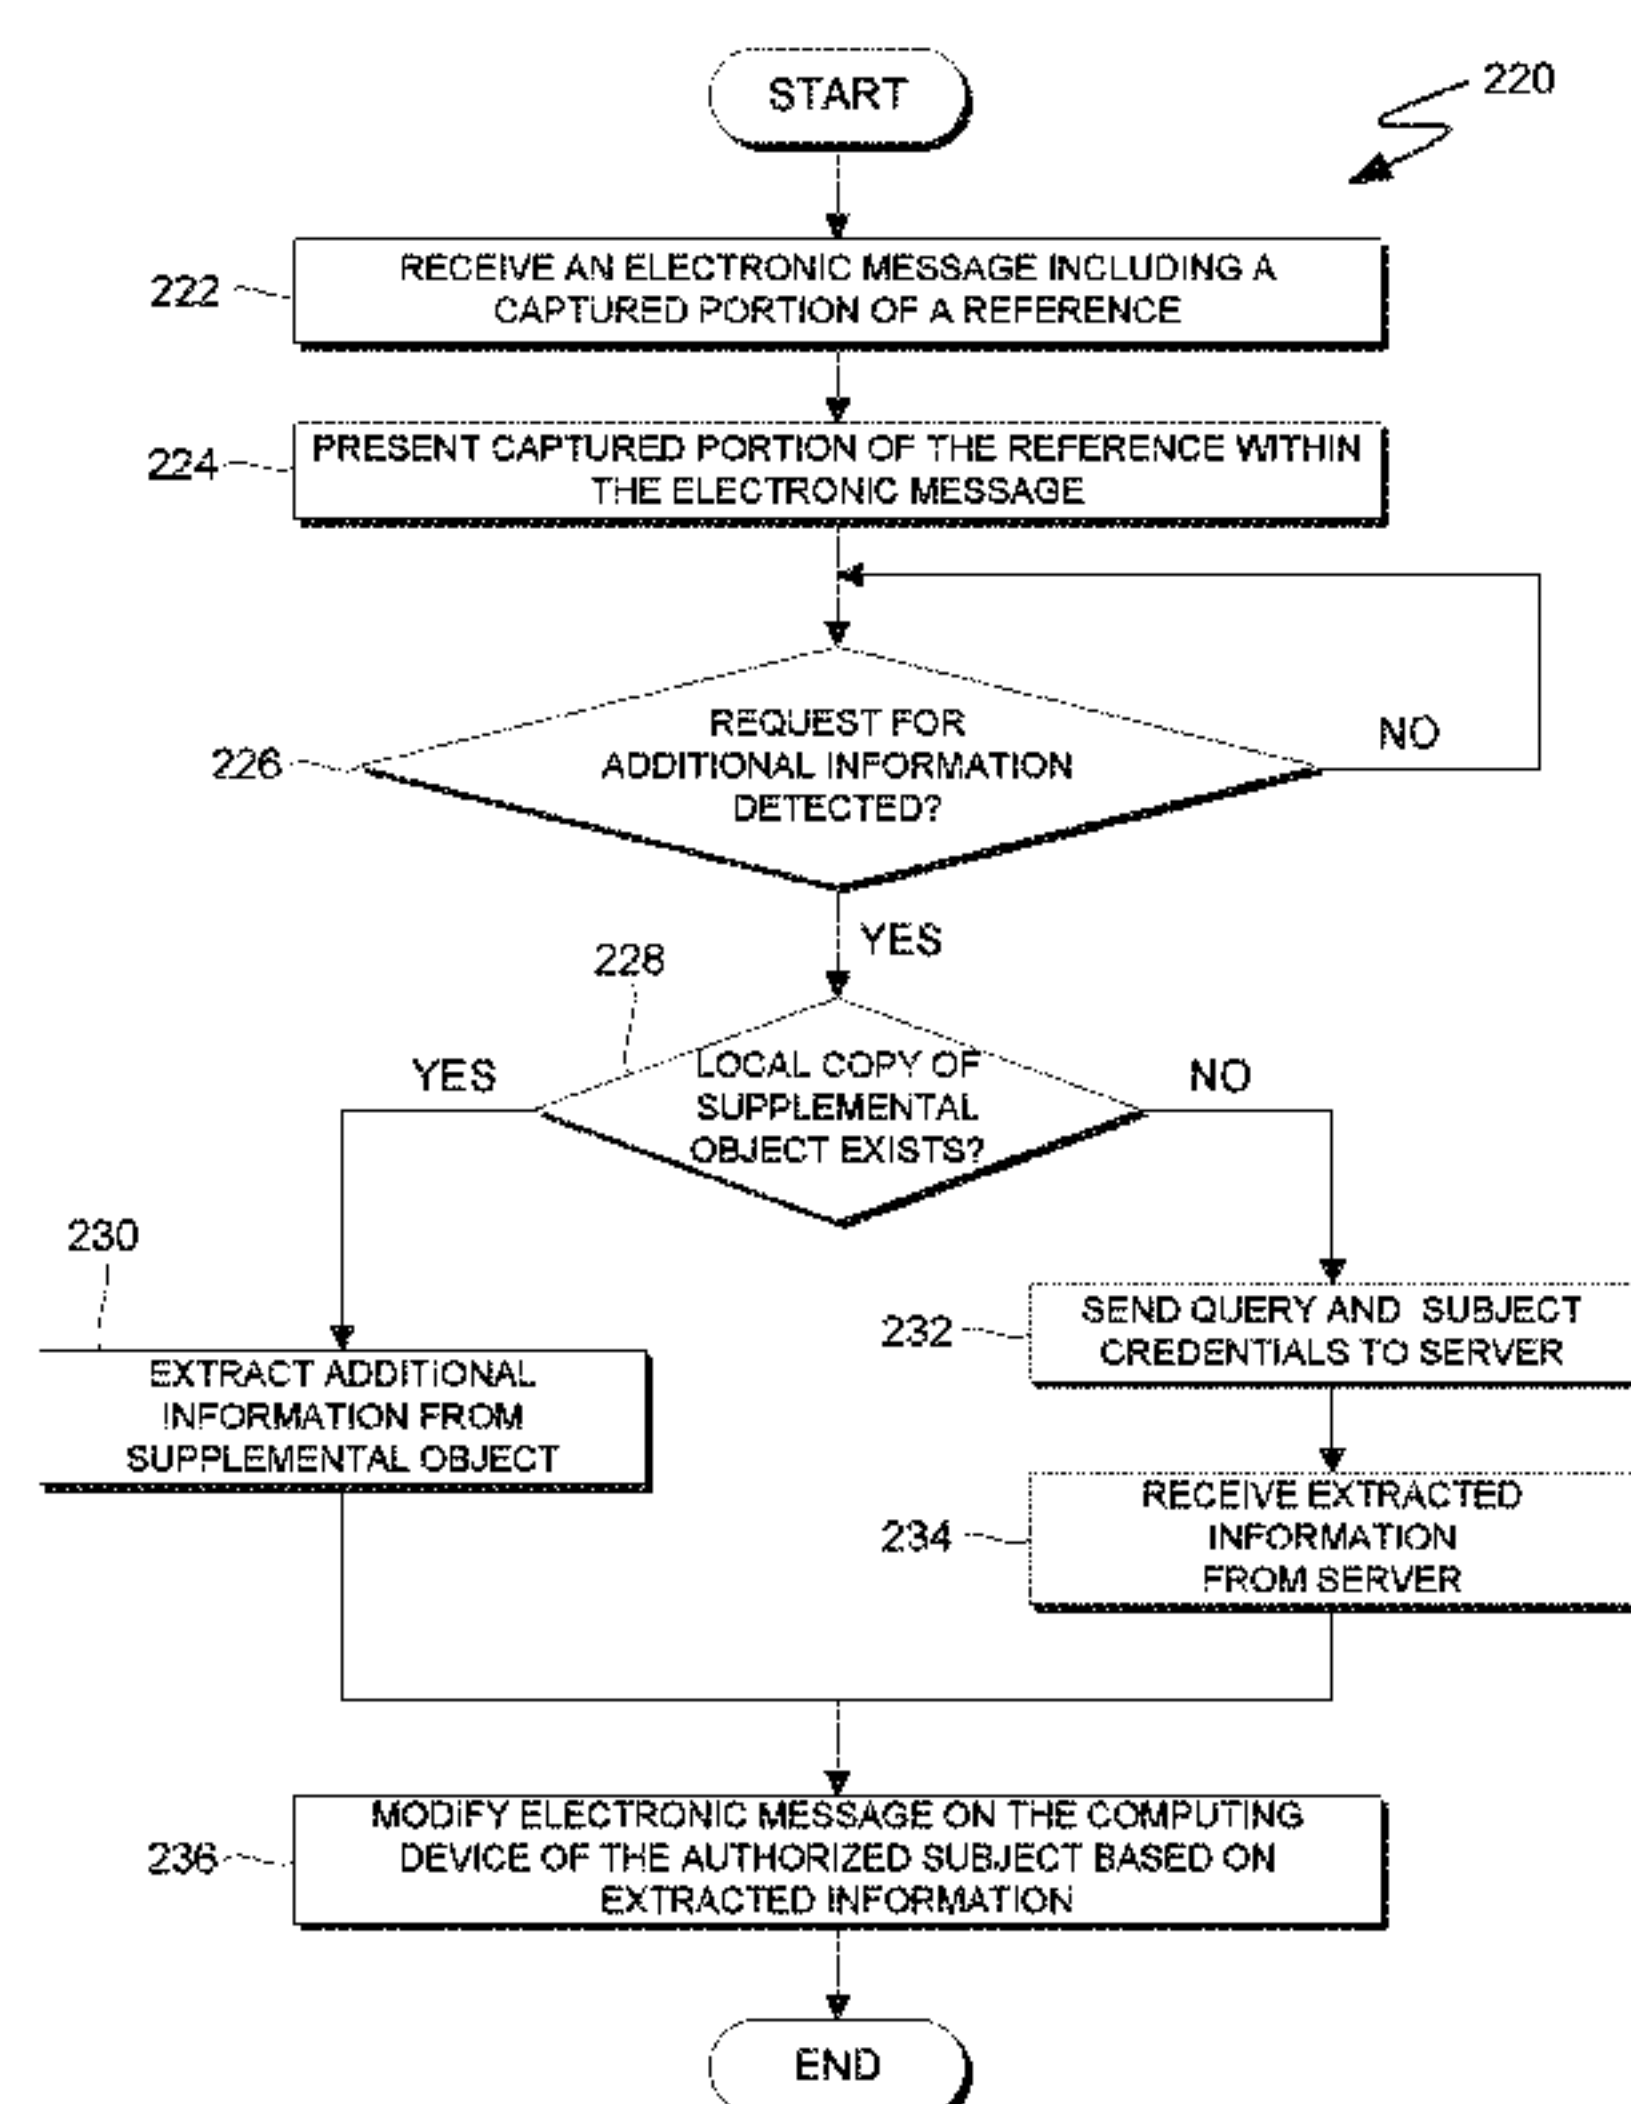 START
220
222
RECEIVE AN ELECTRONIC MESSAGE INCLUDING A
CAPTURED PORTION OF A REFERENCE
224
PRESENT CAPTURED PORTION OF THE REFERENCE WITHIN
THE ELECTRONIC MESSAGE
226
REQUEST FOR
ADDITIONAL INFORMATION
DETECTED?
NO
YES
228
LOCAL COPY OF
SUPPLEMENTAL
OBJECT EXISTS?
YES
NO
230
EXTRACT ADDITIONAL
INFORMATION FROM
SUPPLEMENTAL OBJECT
232
SEND QUERY AND SUBJECT
CREDENTIALS TO SERVER
234
RECEIVE EXTRACTED
INFORMATION
FROM SERVER
236
MODIFY ELECTRONIC MESSAGE ON THE COMPUTING
DEVICE OF THE AUTHORIZED SUBJECT BASED ON
EXTRACTED INFORMATION
END